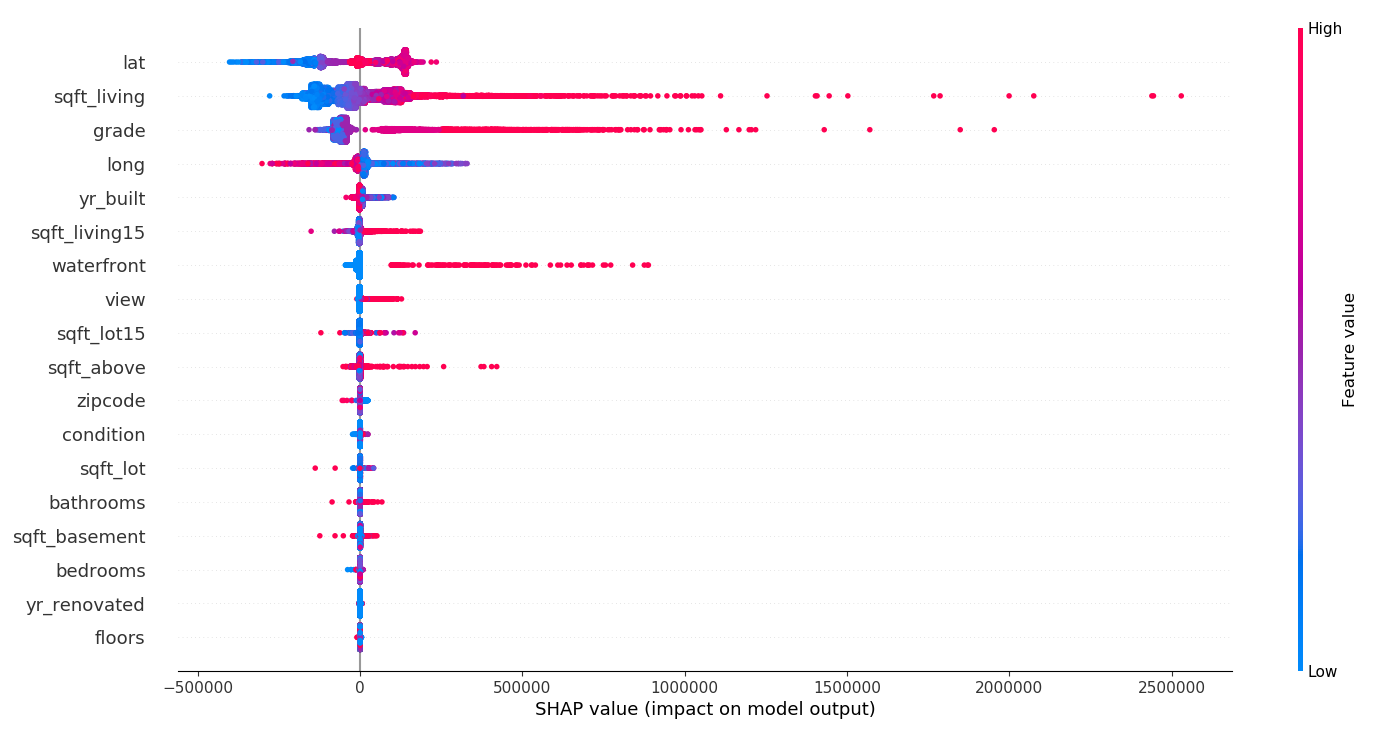 High
lat
sqft_living
grade
long
yr_built
sqft_living15
waterfront
view
sqft_lot15
sqft_above
zipcode
condition
sqft_lot
bathrooms
sqft_basement
bedrooms
yr_renovated
floors
Feature value
Low
−500000 0 500000 1000000 1500000 2000000 2500000
SHAP value (impact on model output)